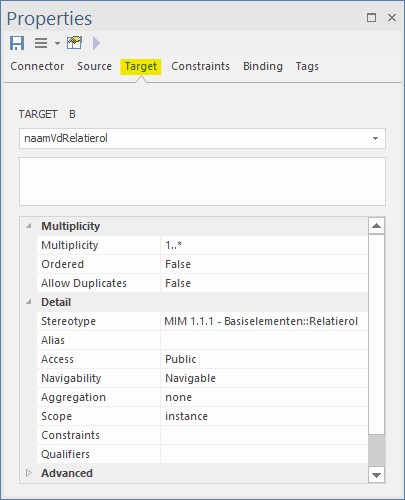 Properties
Connector Source Target Constraints Binding Tags
TARGET B
naamVdRelatierol
Multiplicity
Multiplicity 1..*
Ordered False
Allow Duplicates False
Detail
Stereotype MIM 1.1.1 - Basiselementen::Relatierol
Alias
Access Public
Navigability Navigable
Aggregation none
Scope instance
Constraints
Qualifiers
Advanced